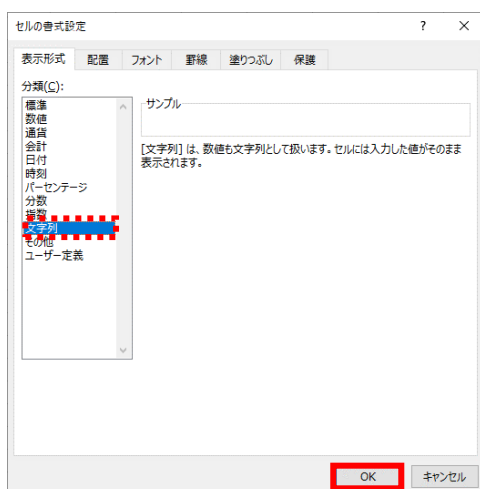 セルの書式設定
?
×
表示形式 配置 フォント 罫線 塗りつぶし 保護
分類(C):
標準
数値
通貨
会計
日付
時刻
パーセンテージ
分数
指数
文字列
その他
ユーザー定義
サンプル
[文字列] は、数値も文字列として扱います。セルには入力した値がそのまま
表示されます。
OK
キャンセル